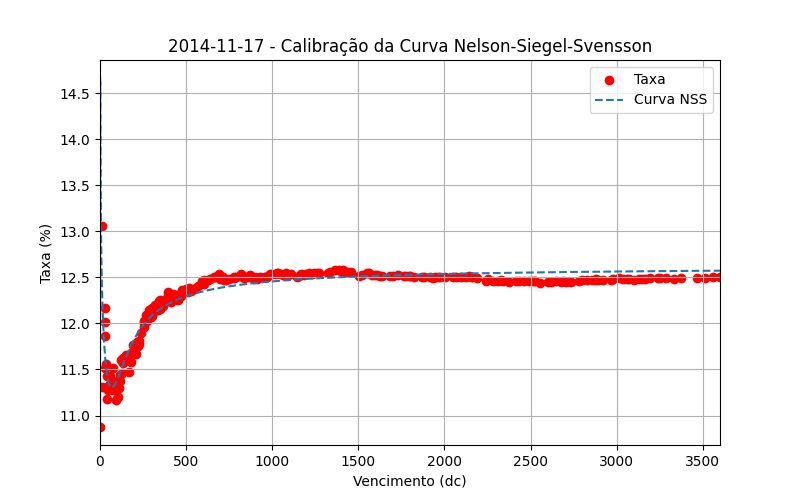 2014-11-17 - Calibração da Curva Nelson-Siegel-Svensson
Taxa
Curva NSS
Taxa (%)
14.5
14.0
13.5
13.0
12.5
12.0
11.5
11.0
0 500 1000 1500 2000 2500 3000 3500
Vencimento (dc)